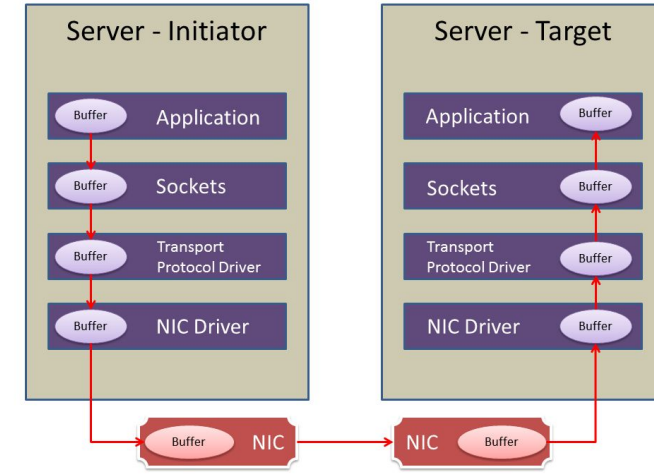 Server - Initiator
Buffer Application
Buffer Sockets
Buffer Transport
Protocol Driver
Buffer NIC Driver
Buffer NIC
Server - Target
Application Buffer
Sockets Buffer
Transport
Protocol Driver Buffer
NIC Driver Buffer
NIC Buffer